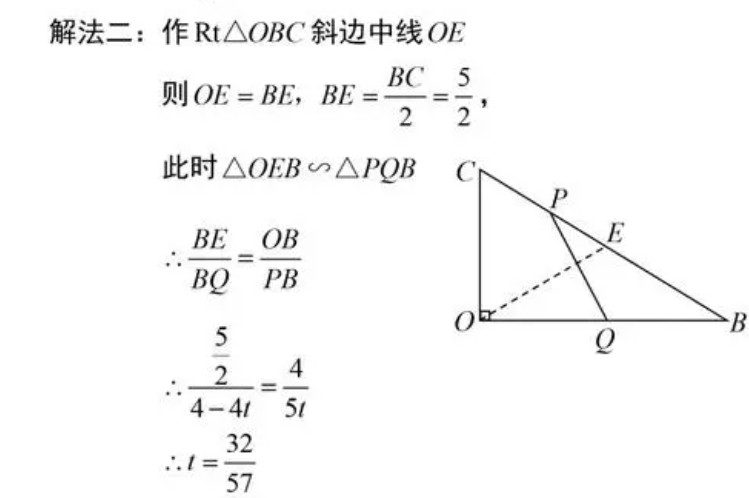 解法二：作 Rt△OBC 斜边中线 OE
则 OE = BE，BE = BC/2 = 5/2，
此时 △OEB∽△PQB
∴ BE/BQ = OB/PB
∴ (5/2)/(4－4t) = 4/5t
∴ t = 32/57
C
P
E
O
Q
B